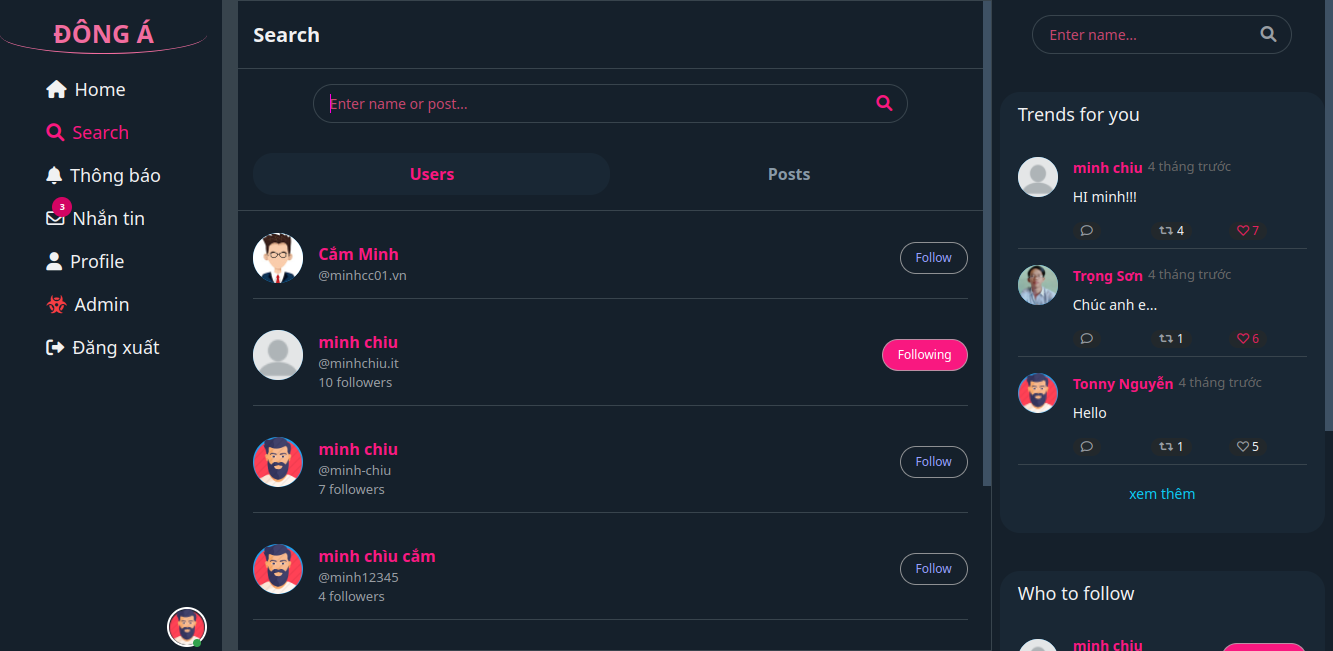 ĐÔNG Á
Home
Search
Thông báo
3
Nhắn tin
Profile
Admin
Đăng xuất
Search
Enter name or post...
Users
Posts
Cắm Minh
@minhcc01.vn
Follow
minh chiu
@minhchiu.it
10 followers
Following
minh chiu
@minh-chiu
7 followers
Follow
minh chìu cắm
@minh12345
4 followers
Follow
Enter name...
Trends for you
minh chiu 4 tháng trước
HI minh!!!
4 7
Trọng Sơn 4 tháng trước
Chúc anh e...
1 6
Tonny Nguyễn 4 tháng trước
Hello
1 5
xem thêm
Who to follow
minh chiu